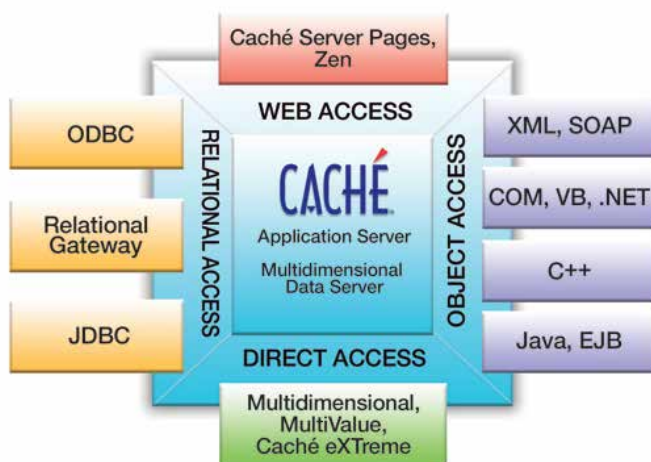 Caché Server Pages,
Zen
WEB ACCESS
ODBC
Relational
Gateway
JDBC
RELATIONAL ACCESS
CACHÉ
Application Server
Multidimensional
Data Server
OBJECT ACCESS
XML, SOAP
COM, VB, .NET
C++
Java, EJB
DIRECT ACCESS
Multidimensional,
MultiValue,
Caché eXTreme